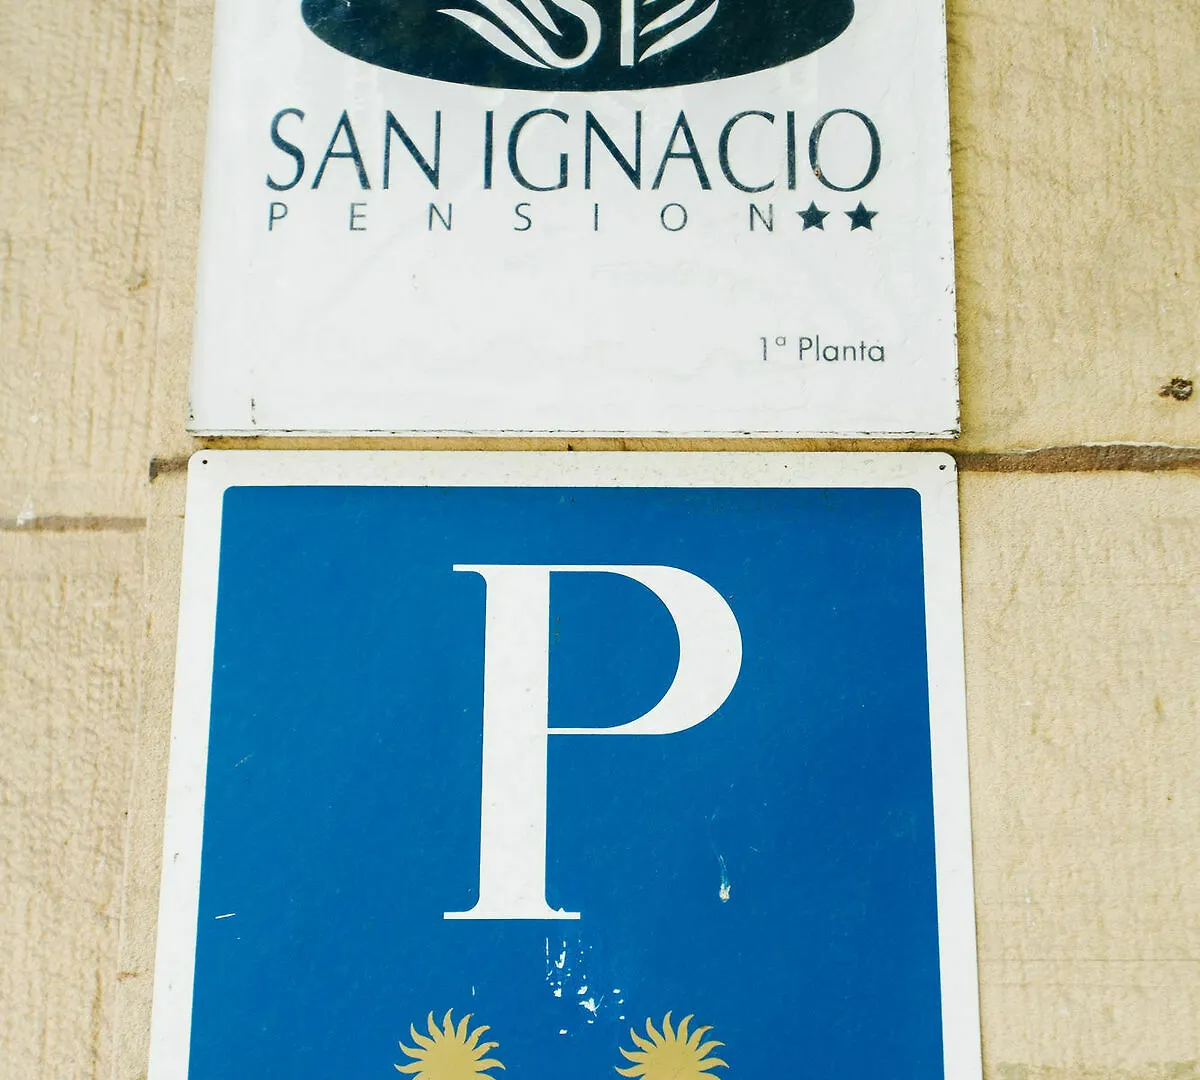 SAN IGNACIO
PENSION★★
1ª Planta
P